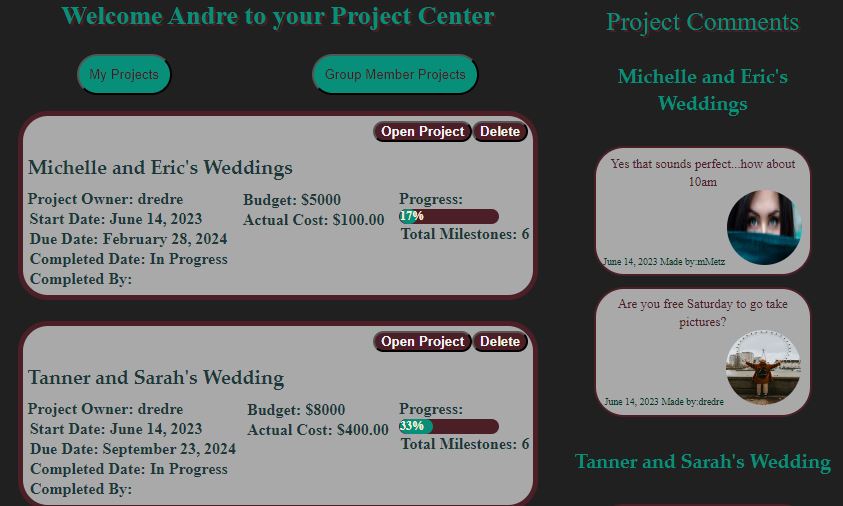 Welcome Andre to your Project Center
My Projects
Group Member Projects
Open Project
Delete
Michelle and Eric's Weddings
Project Owner: dredre
Start Date: June 14, 2023
Due Date: February 28, 2024
Completed Date: In Progress
Completed By:
Budget: $5000
Actual Cost: $100.00
Progress:
17%
Total Milestones: 6
Open Project
Delete
Tanner and Sarah's Wedding
Project Owner: dredre
Start Date: June 14, 2023
Due Date: September 23, 2024
Completed Date: In Progress
Completed By:
Budget: $8000
Actual Cost: $400.00
Progress:
33%
Total Milestones: 6
Project Comments
Michelle and Eric's
Weddings
Yes that sounds perfect...how about
10am
June 14, 2023 Made by:mMetz
Are you free Saturday to go take
pictures?
June 14, 2023 Made by:dredre
Tanner and Sarah's Wedding